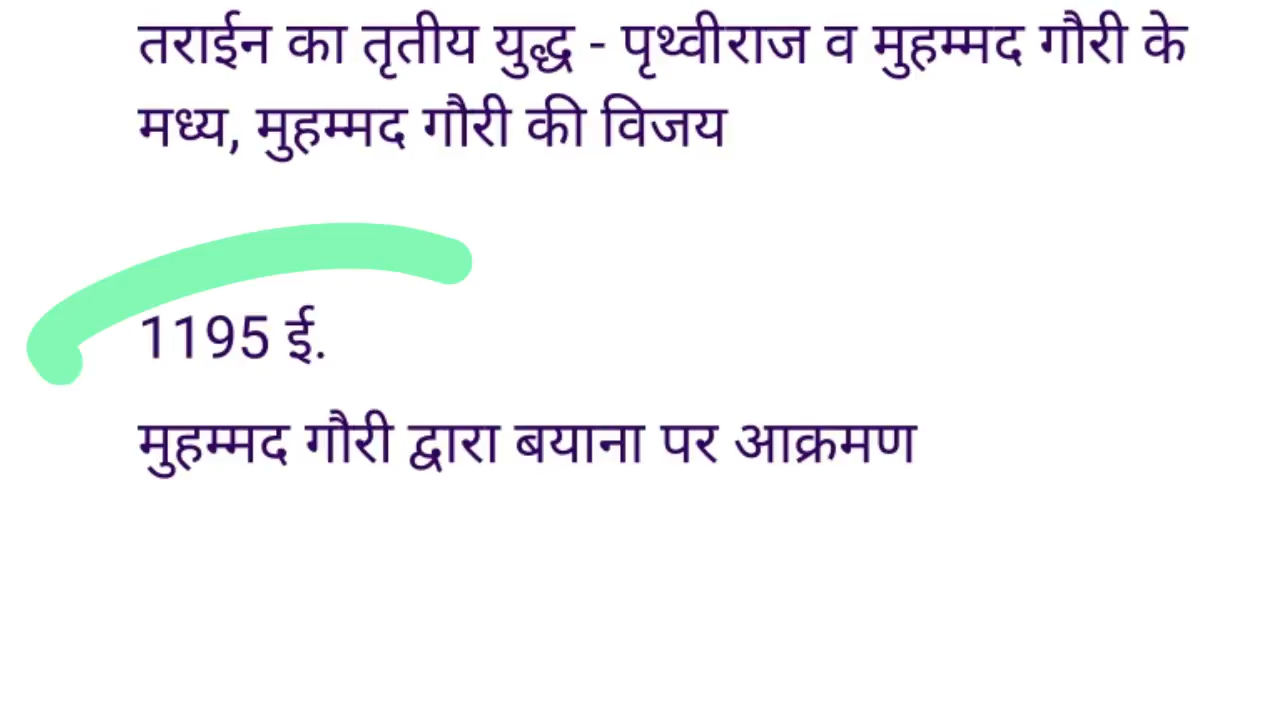 तराईन का तृतीय युद्ध - पृथ्वीराज व मुहम्मद गौरी के
मध्य, मुहम्मद गौरी की विजय
1195 ई.
मुहम्मद गौरी द्वारा बयाना पर आक्रमण